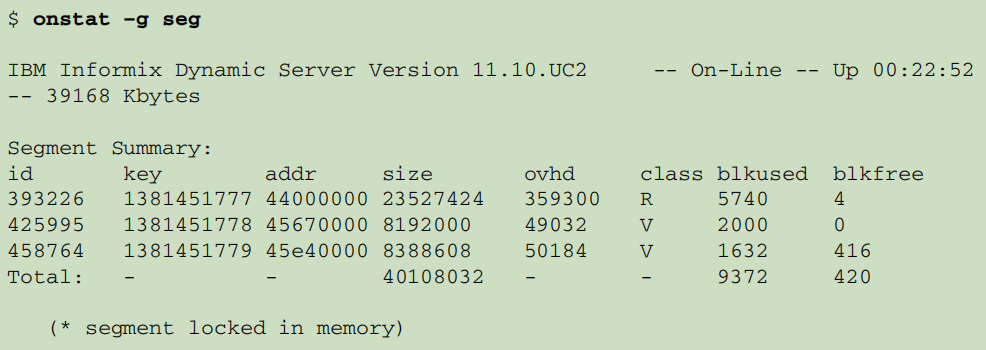 $ onstat –g seg
IBM Informix Dynamic Server Version 11.10.UC2     -- On-Line -- Up 00:22:52
-- 39168 Kbytes
Segment Summary:
id       key        addr     size       ovhd     class blkused  blkfree
393226   1381451777 44000000 23527424   359300   R     5740     4
425995   1381451778 45670000 8192000    49032    V     2000     0
458764   1381451779 45e40000 8388608    50184    V     1632     416
Total:   -          -        40108032   -        -     9372     420
(* segment locked in memory)